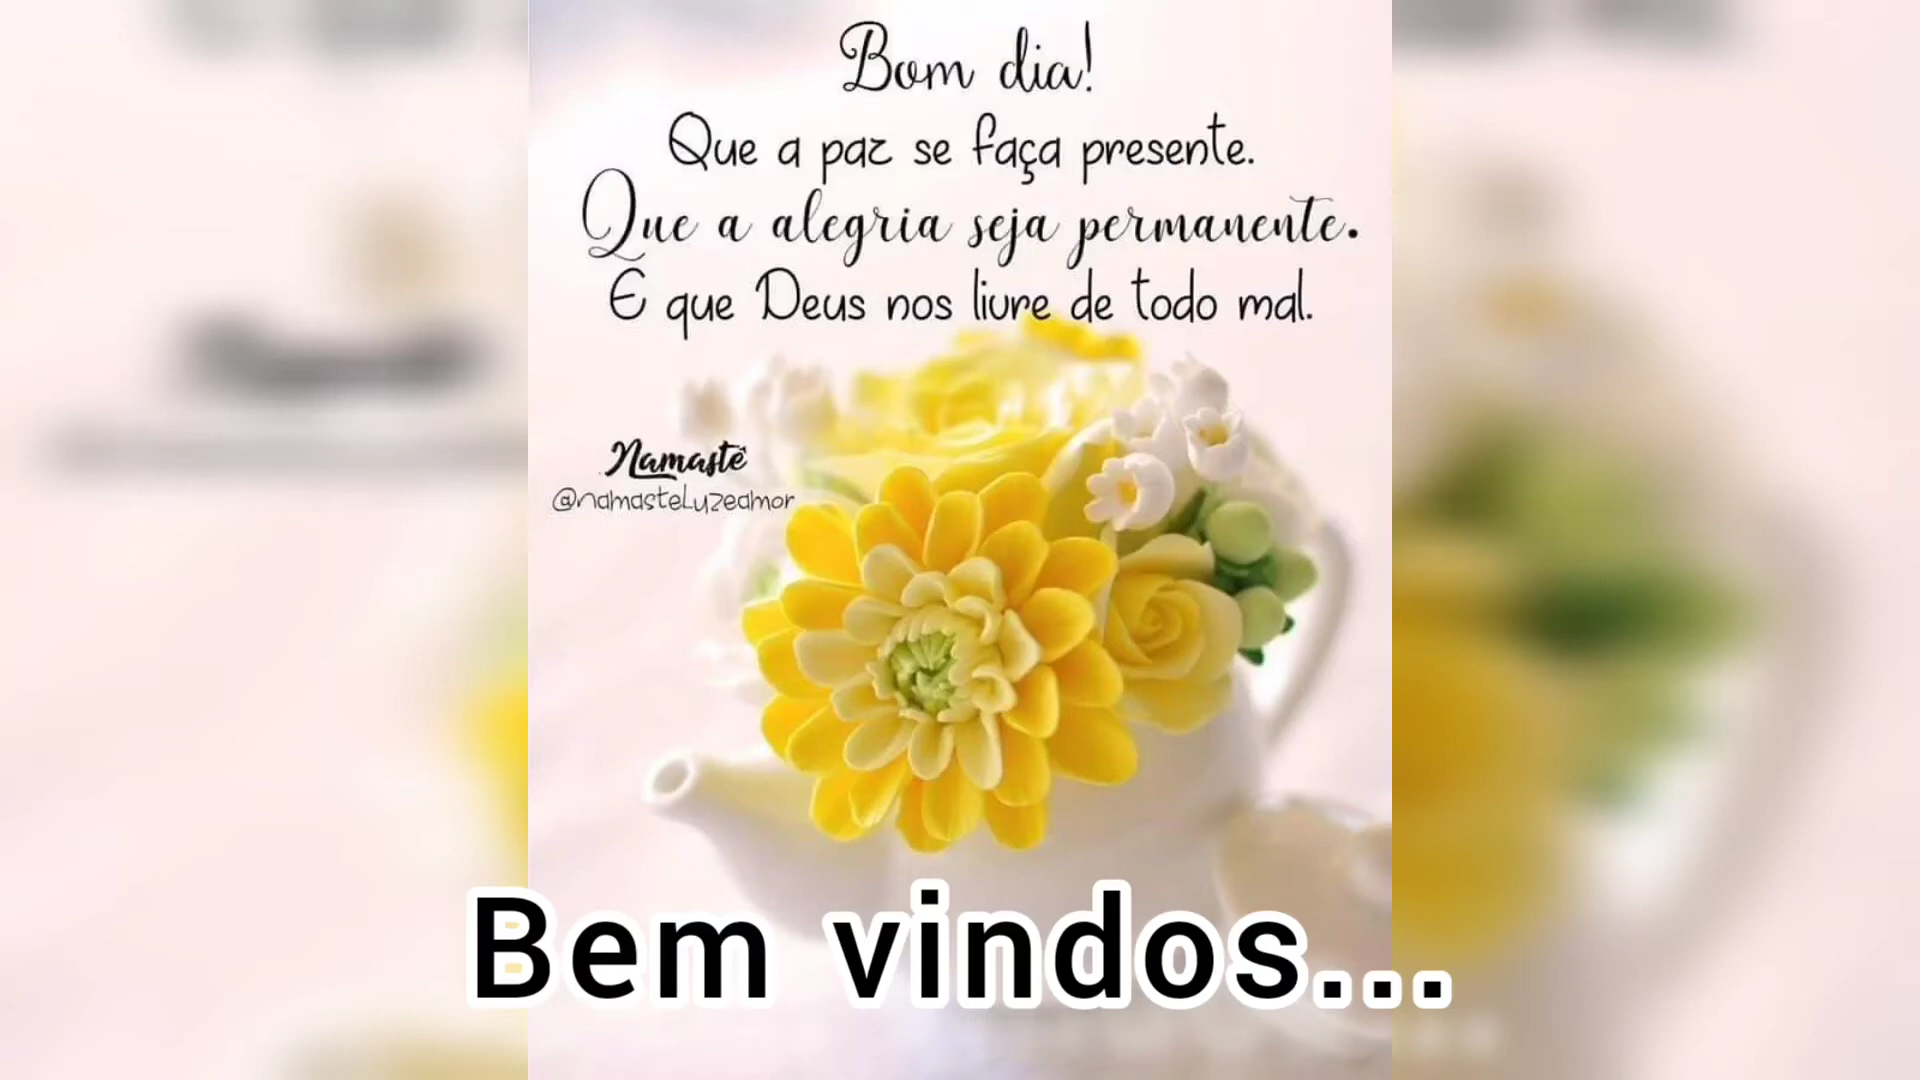 Bom dia!
Que a paz se faça presente.
Que a alegria seja permanente.
E que Deus nos livre de todo mal.
Namastê
@namasteluzeamor
Bem vindos...